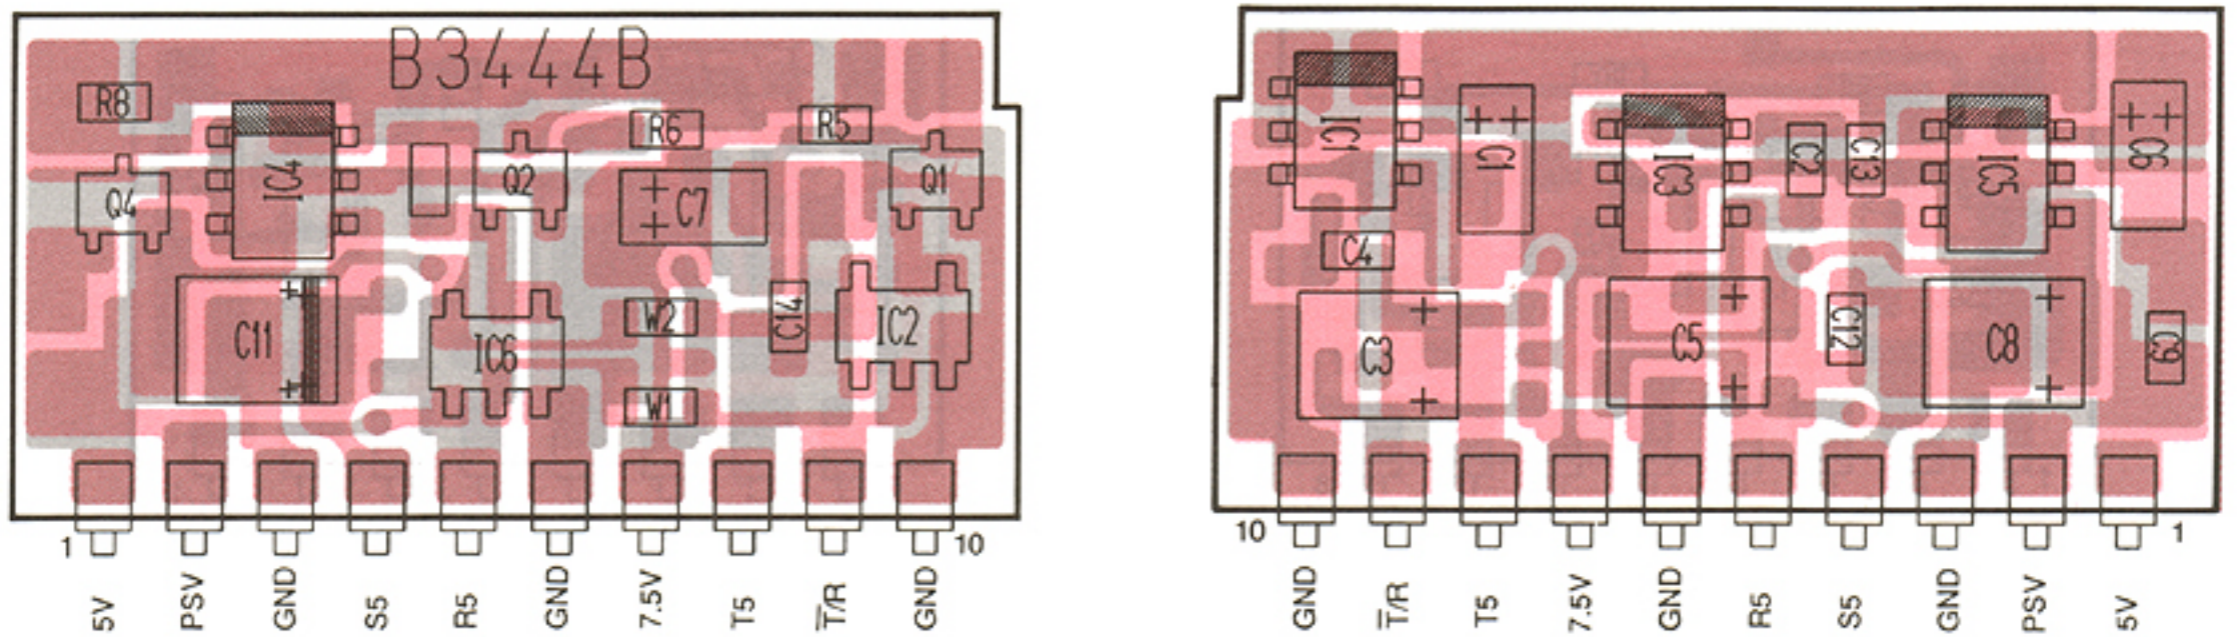 B3444B
R8
R6
R5
IC4
Q4
Q2
C7
Q1
C11
IC6
W2
C14
IC2
W1
1
10
5V
PSV
GND
S5
R5
GND
7.5V
T5
T̅/R
GND
IC1
C1
IC3
C2
C13
IC5
C6
C4
C3
C5
C12
C8
C9
10
1
GND
T̅/R
T5
7.5V
GND
R5
S5
GND
PSV
5V